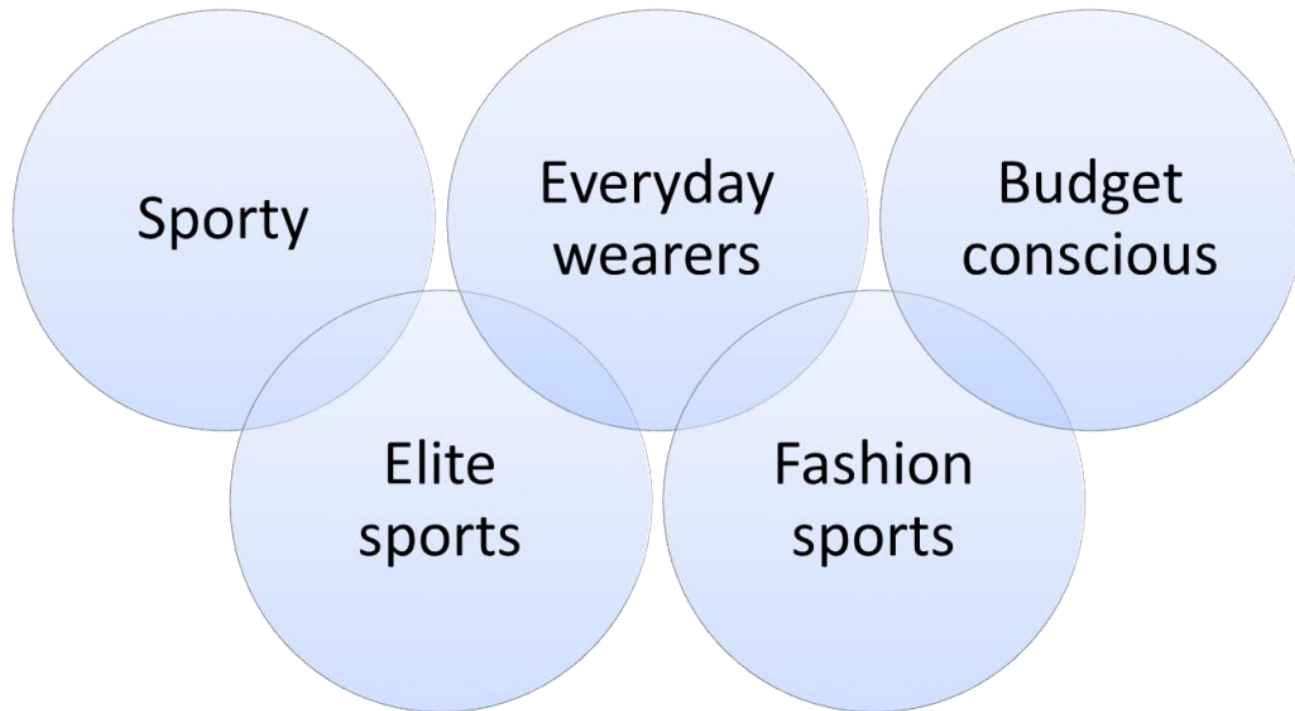 Sporty
Everyday
wearers
Budget
conscious
Elite
sports
Fashion
sports